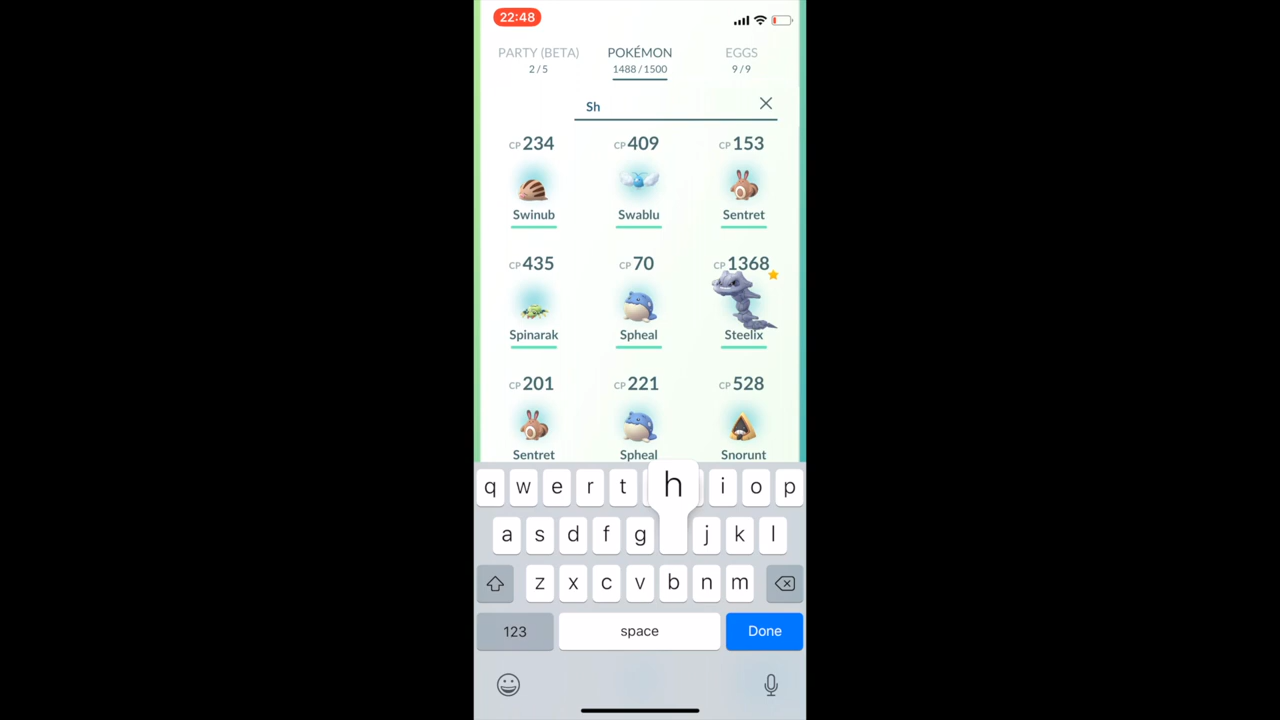 22:48
PARTY (BETA) POKÉMON EGGS
2 / 5 1488 / 1500 9 / 9
Sh
CP 234 CP 409 CP 153
Swinub Swablu Sentret
CP 435 CP 70 CP 1368
Spinarak Spheal Steelix
CP 201 CP 221 CP 528
Sentret Spheal Snorunt
q w e r t h i o p
a s d f g j k l
z x c v b n m
123 space Done